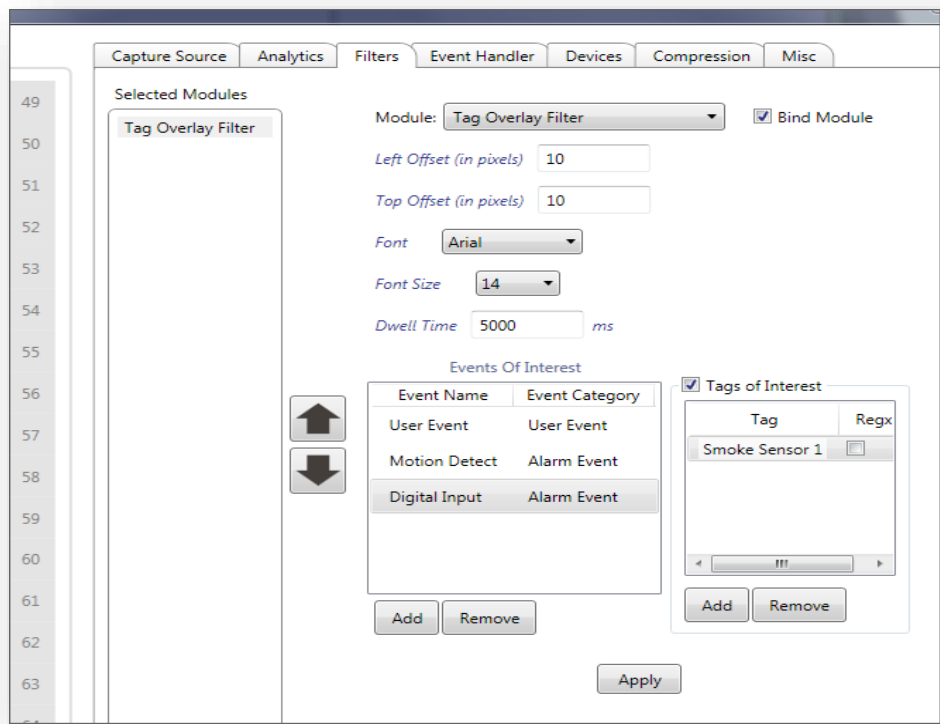 Capture Source Analytics Filters Event Handler Devices Compression Misc
49
50
51
52
53
54
55
56
57
58
59
60
61
62
63
Selected Modules
Tag Overlay Filter
Module: Tag Overlay Filter Bind Module
Left Offset (in pixels) 10
Top Offset (in pixels) 10
Font Arial
Font Size 14
Dwell Time 5000 ms
Events Of Interest
Event Name Event Category
User Event User Event
Motion Detect Alarm Event
Digital Input Alarm Event
Add Remove
Tags of Interest
Tag Regx
Smoke Sensor 1
Add Remove
Apply